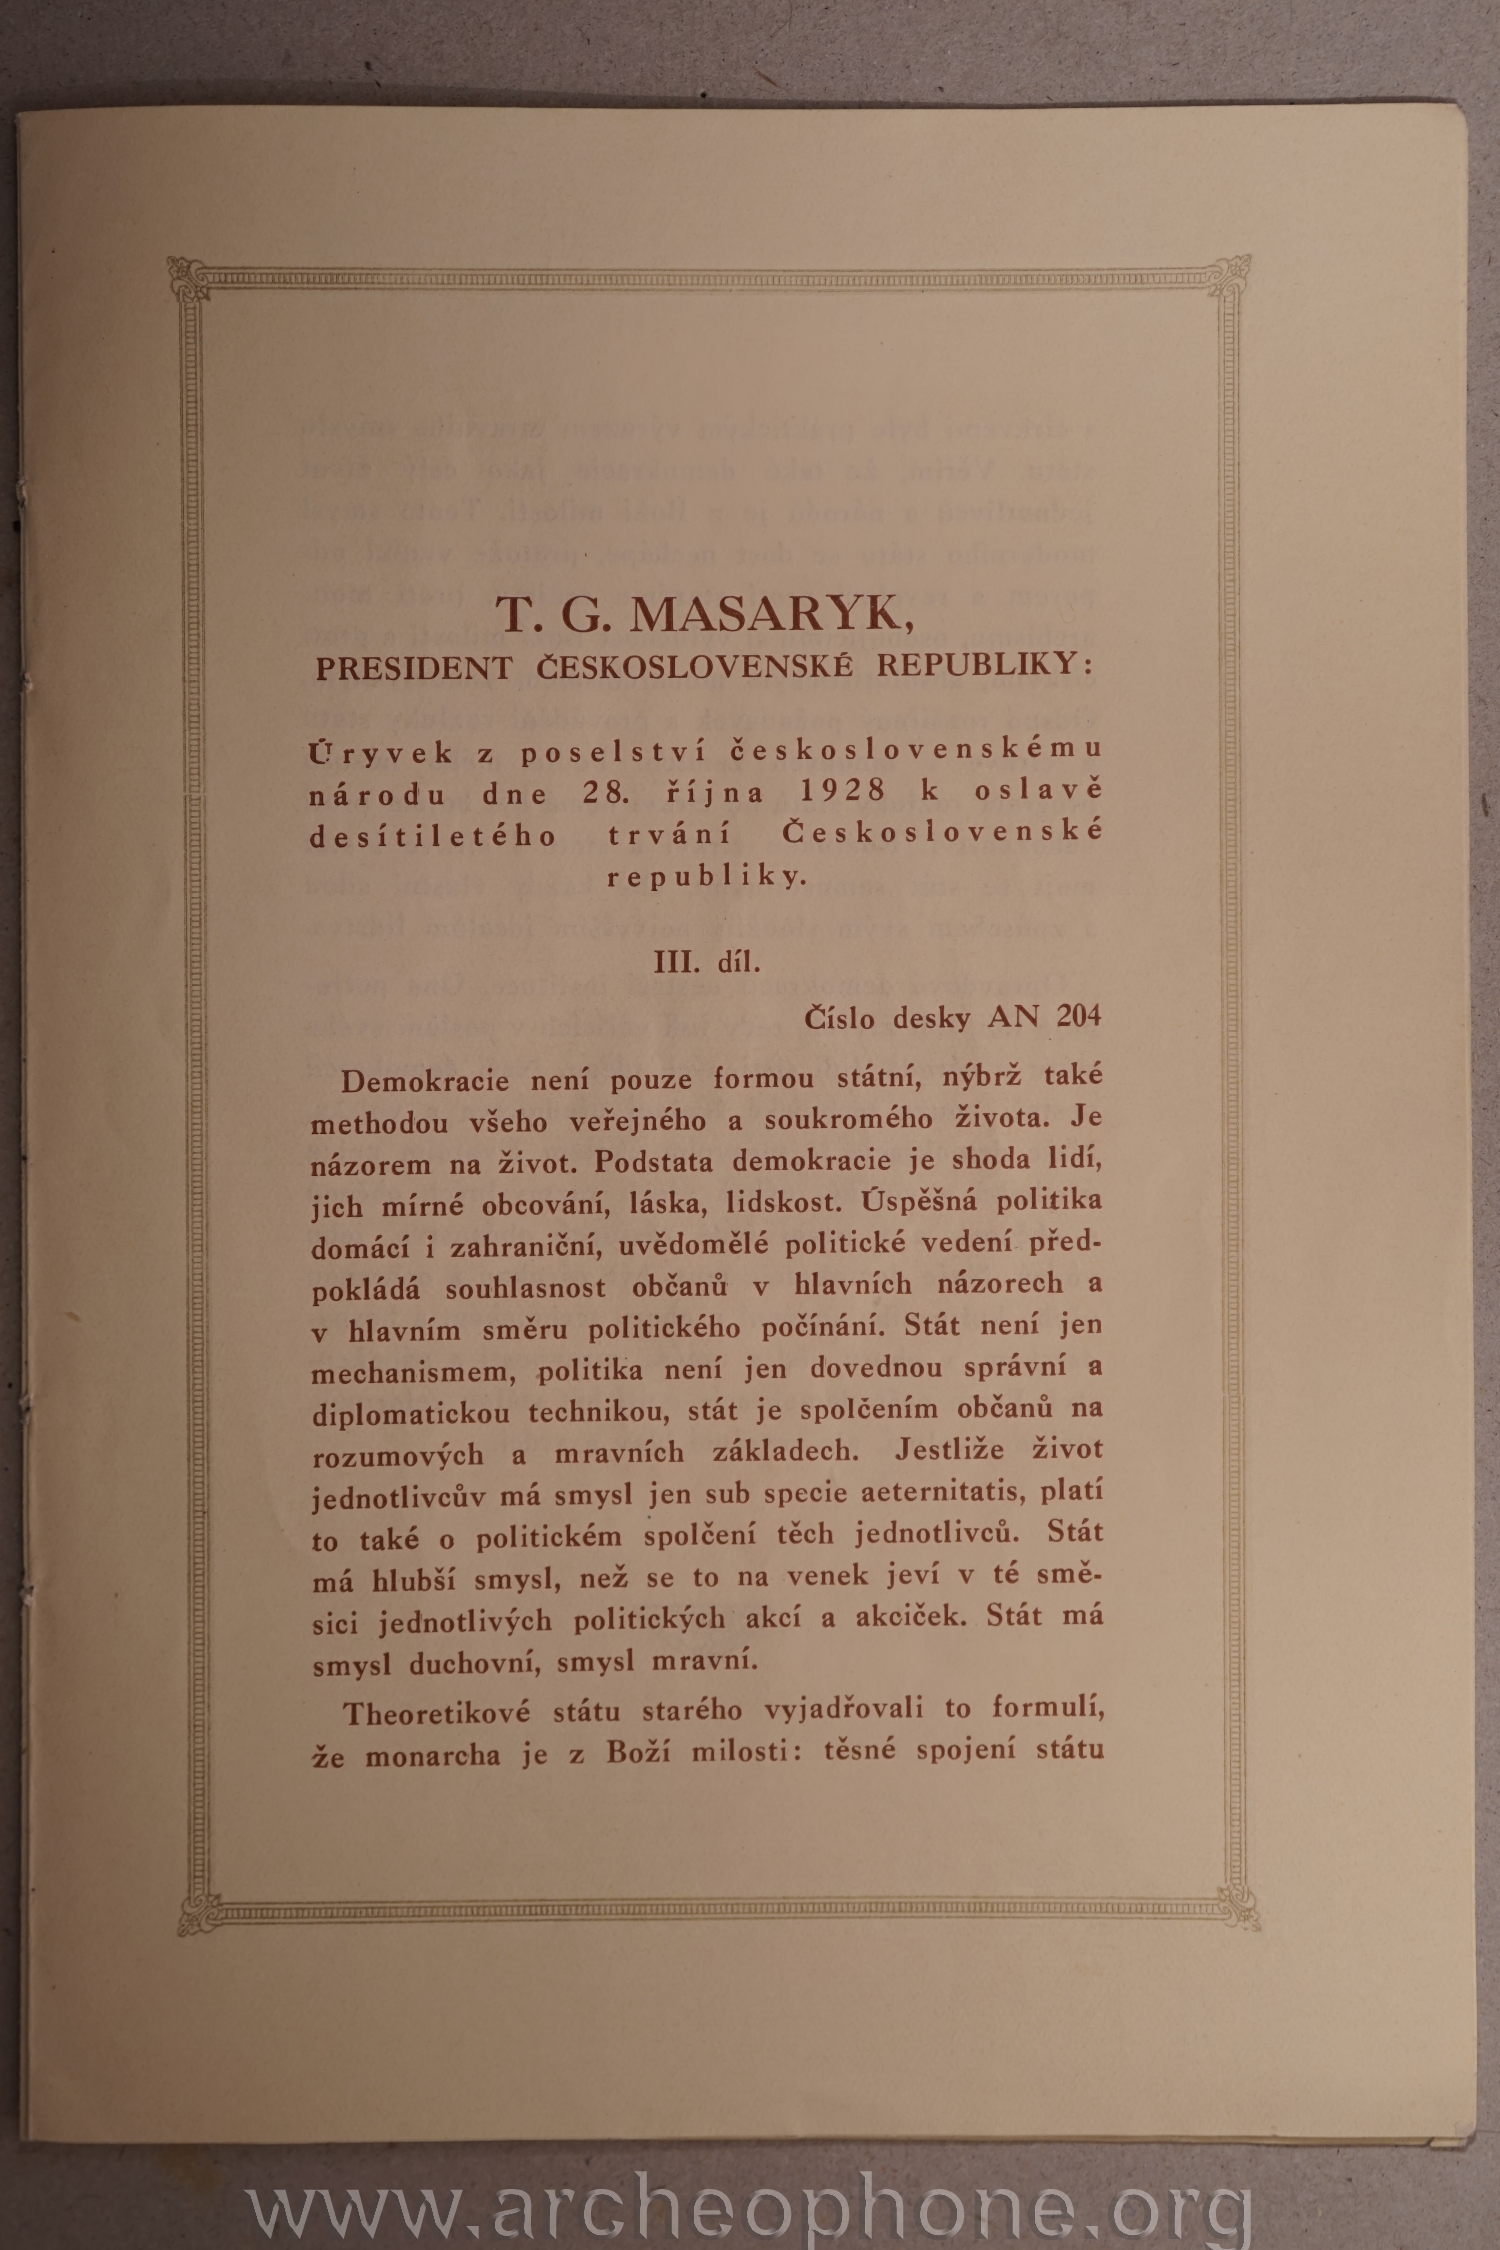 T. G. MASARYK,
PRESIDENT ČESKOSLOVENSKÉ REPUBLIKY:
Úryvek z poselství československému
národu dne 28. října 1928 k oslavě
desítiletého trvání Československé
republiky.
III. díl.
Číslo desky AN 204
Demokracie není pouze formou státní, nýbrž také
methodou všeho veřejného a soukromého života. Je
názorem na život. Podstata demokracie je shoda lidí,
jich mírné obcování, láska, lidskost. Úspěšná politika
domácí i zahraniční, uvědomělé politické vedení před-
pokládá souhlasnost občanů v hlavních názorech a
v hlavním směru politického počínání. Stát není jen
mechanismem, politika není jen dovednou správní a
diplomatickou technikou, stát je spolčením občanů na
rozumových a mravních základech. Jestliže život
jednotlivcův má smysl jen sub specie aeternitatis, platí
to také o politickém spolčení těch jednotlivců. Stát
má hlubší smysl, než se to na venek jeví v té smě-
sici jednotlivých politických akcí a akciček. Stát má
smysl duchovní, smysl mravní.
Theoretikové státu starého vyjadřovali to formulí,
že monarcha je z Boží milosti: těsné spojení státu
www.archeophone.org